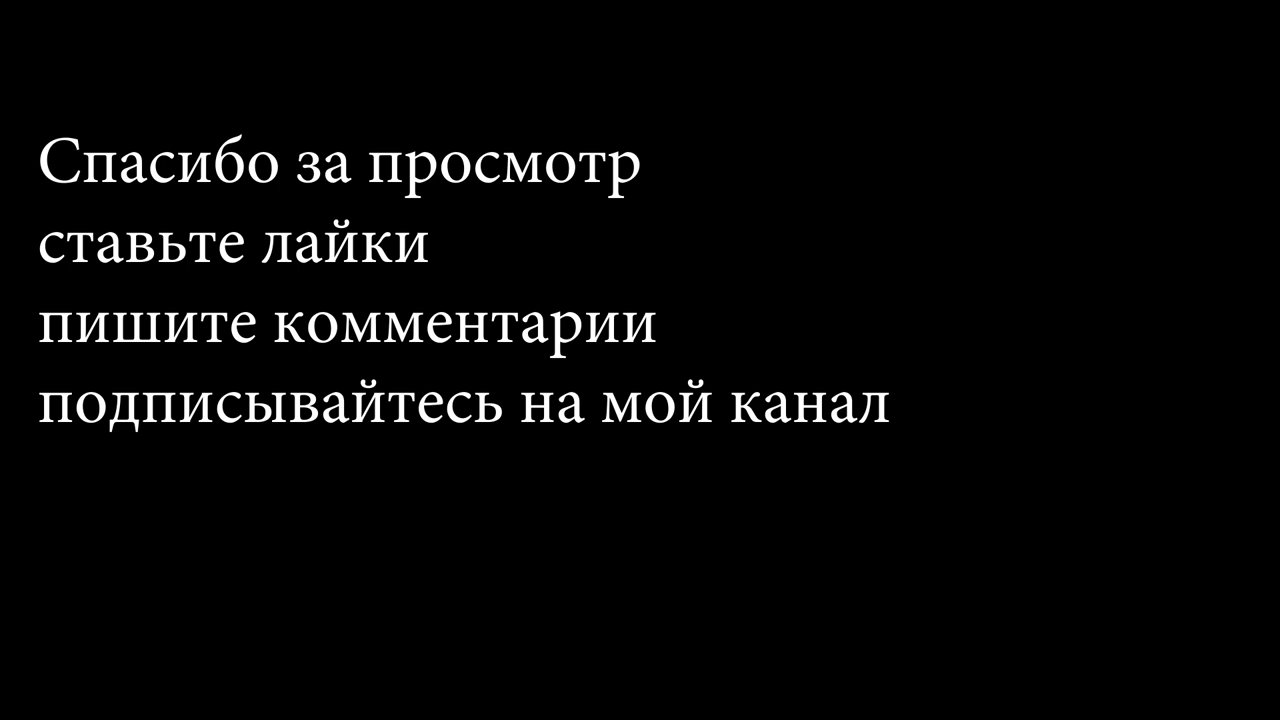 Спасибо за просмотр
ставьте лайки
пишите комментарии
подписывайтесь на мой канал